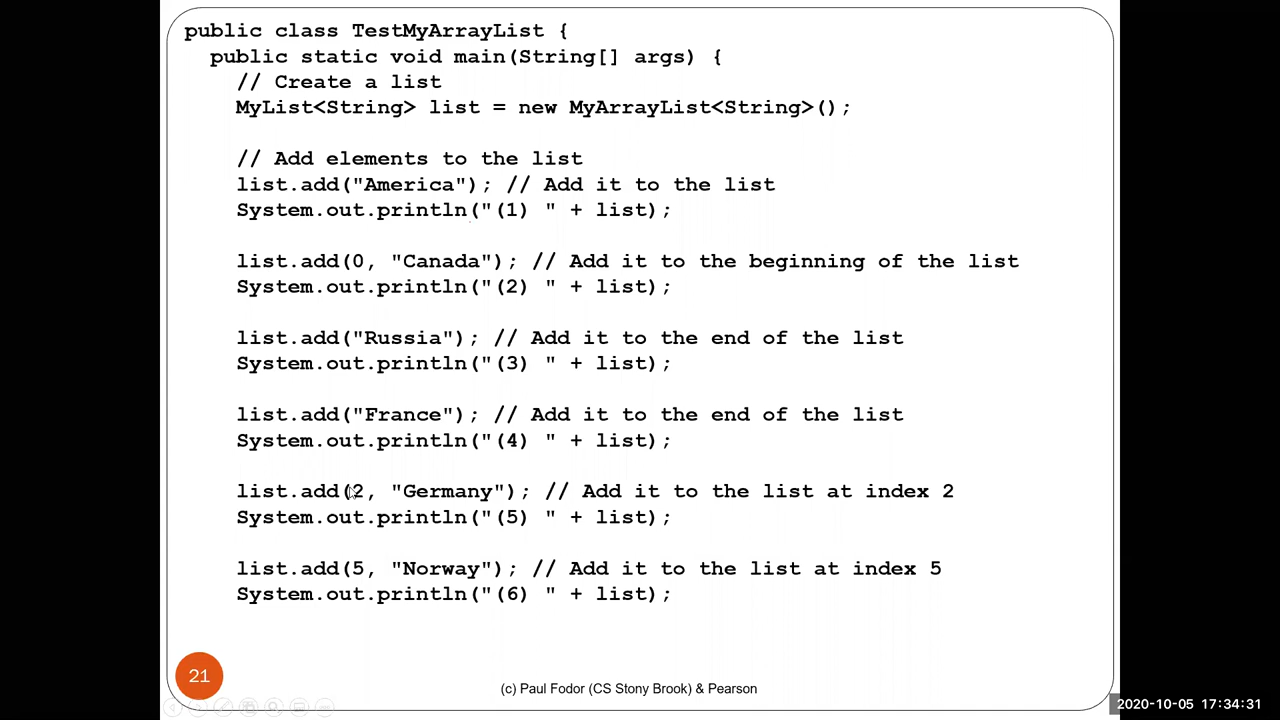 public class TestMyArrayList {
public static void main(String[] args) {
// Create a list
MyList<String> list = new MyArrayList<String>();
// Add elements to the list
list.add("America"); // Add it to the list
System.out.println("(1) " + list);
list.add(0, "Canada"); // Add it to the beginning of the list
System.out.println("(2) " + list);
list.add("Russia"); // Add it to the end of the list
System.out.println("(3) " + list);
list.add("France"); // Add it to the end of the list
System.out.println("(4) " + list);
list.add(2, "Germany"); // Add it to the list at index 2
System.out.println("(5) " + list);
list.add(5, "Norway"); // Add it to the list at index 5
System.out.println("(6) " + list);
21
(c) Paul Fodor (CS Stony Brook) & Pearson
2020-10-05 17:34:31